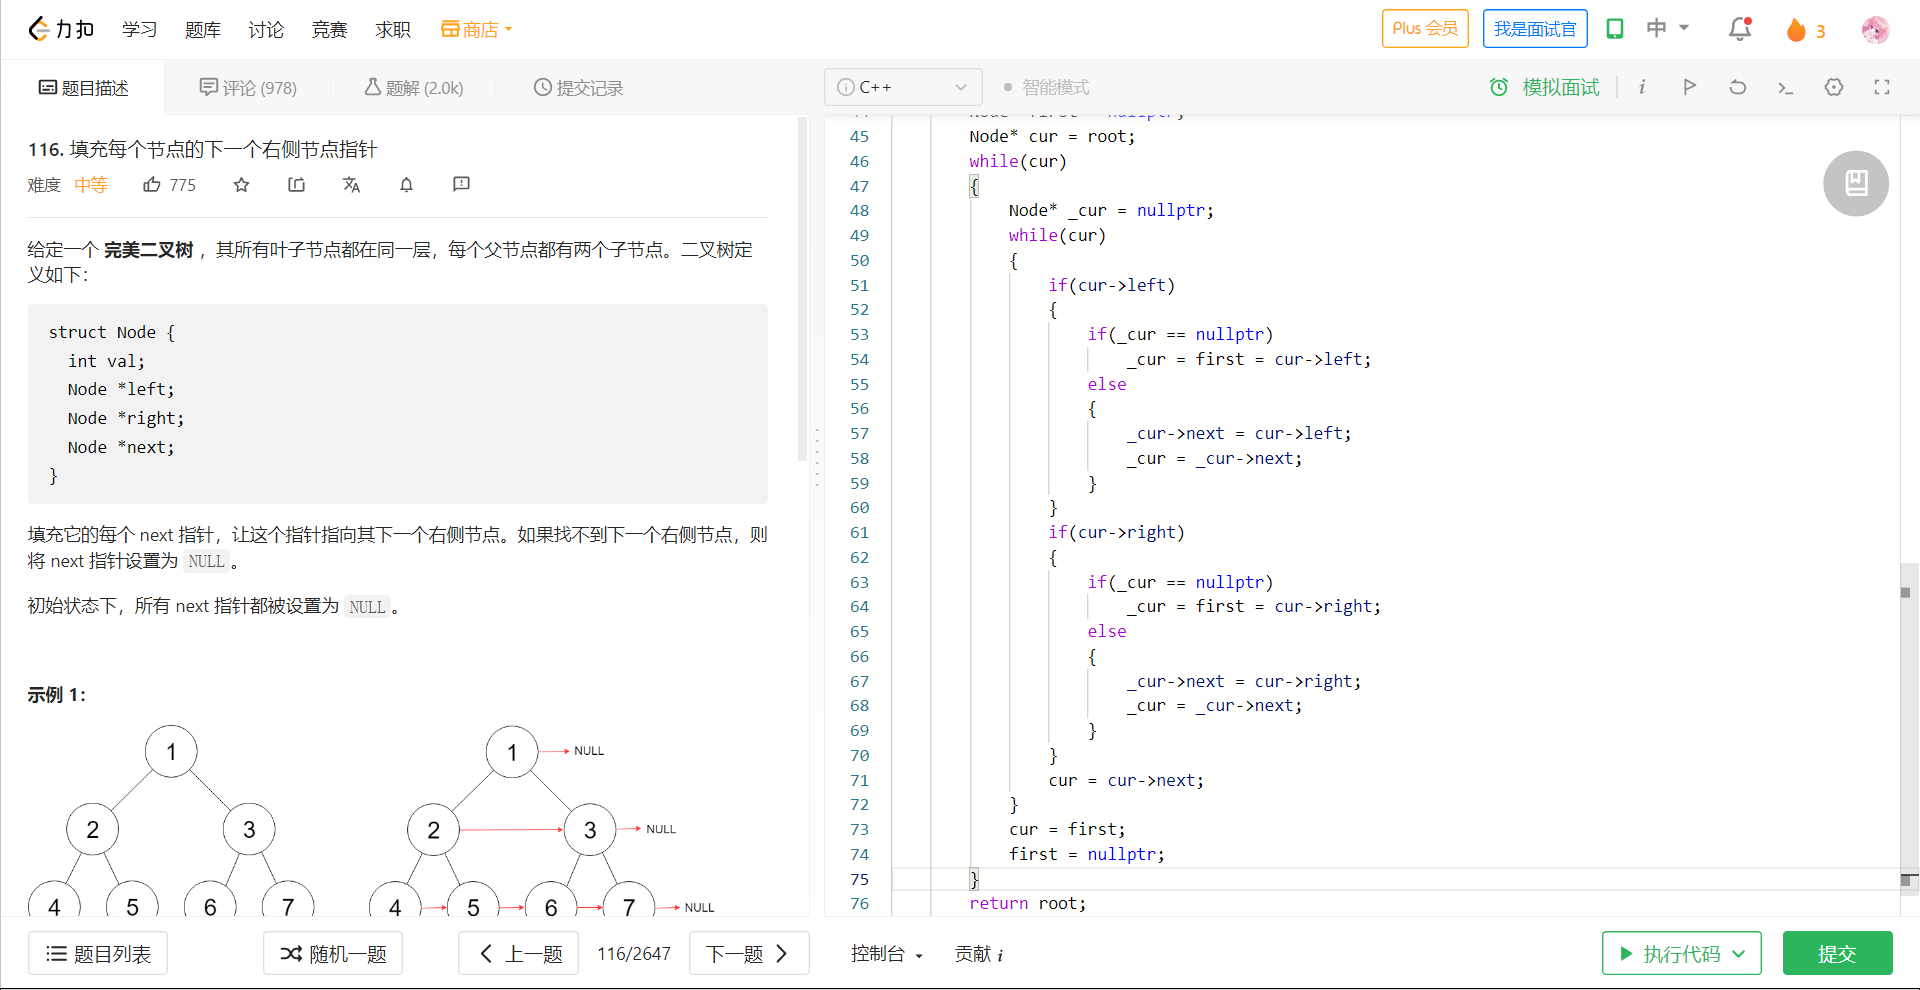 力扣 学习 题库 讨论 竞赛 求职 商店 Plus 会员 我是面试官 中 3
题目描述 评论 (978) 题解 (2.0k) 提交记录
116. 填充每个节点的下一个右侧节点指针
难度 中等 775
给定一个 完美二叉树 ，其所有叶子节点都在同一层，每个父节点都有两个子节点。二叉树定
义如下：
struct Node {
  int val;
  Node *left;
  Node *right;
  Node *next;
}
填充它的每个 next 指针，让这个指针指向其下一个右侧节点。如果找不到下一个右侧节点，则
将 next 指针设置为 NULL 。
初始状态下，所有 next 指针都被设置为 NULL 。
示例 1：
1 1 NULL
2 3 2 3 NULL
4 5 6 7 4 5 6 7 NULL
题目列表 随机一题 上一题 116/2647 下一题
C++ 智能模式 模拟面试 i
45 Node* cur = root;
46 while(cur)
47 {
48 Node* _cur = nullptr;
49 while(cur)
50 {
51 if(cur->left)
52 {
53 if(_cur == nullptr)
54 _cur = first = cur->left;
55 else
56 {
57 _cur->next = cur->left;
58 _cur = _cur->next;
59 }
60 }
61 if(cur->right)
62 {
63 if(_cur == nullptr)
64 _cur = first = cur->right;
65 else
66 {
67 _cur->next = cur->right;
68 _cur = _cur->next;
69 }
70 }
71 cur = cur->next;
72 }
73 cur = first;
74 first = nullptr;
75 }
76 return root;
控制台 贡献 i 执行代码 提交